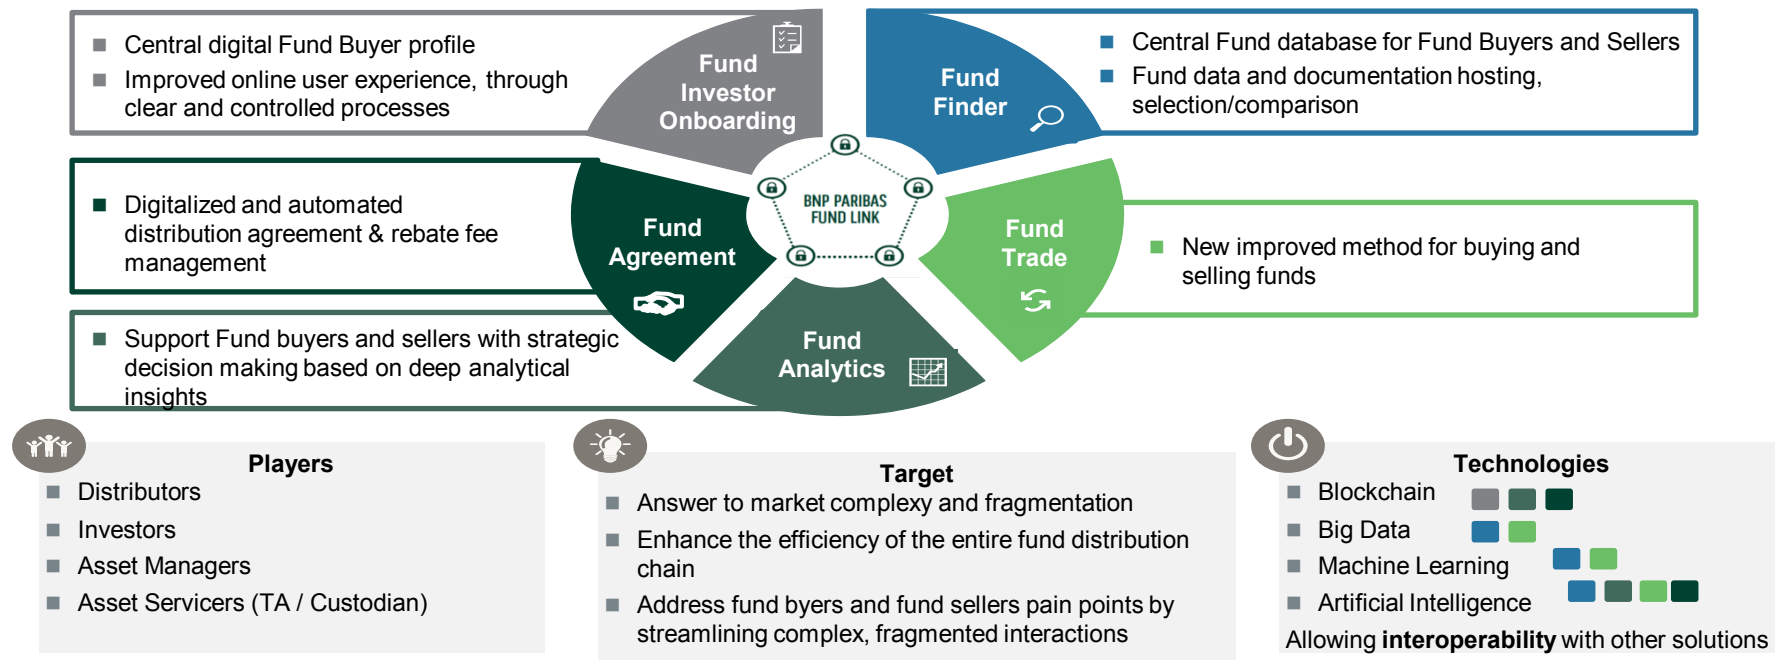 Central digital Fund Buyer profile
Improved online user experience, through
clear and controlled processes
Fund
Investor
Onboarding
Fund
Finder
Central Fund database for Fund Buyers and Sellers
Fund data and documentation hosting,
selection/comparison
Digitalized and automated
distribution agreement & rebate fee
management
Fund
Agreement
BNP PARIBAS
FUND LINK
Fund
Trade
New improved method for buying and
selling funds
Support Fund buyers and sellers with strategic
decision making based on deep analytical
insights
Fund
Analytics
Players
Distributors
Investors
Asset Managers
Asset Servicers (TA / Custodian)
Target
Answer to market complexy and fragmentation
Enhance the efficiency of the entire fund distribution
chain
Address fund byers and fund sellers pain points by
streamlining complex, fragmented interactions
Technologies
Blockchain
Big Data
Machine Learning
Artificial Intelligence
Allowing interoperability with other solutions